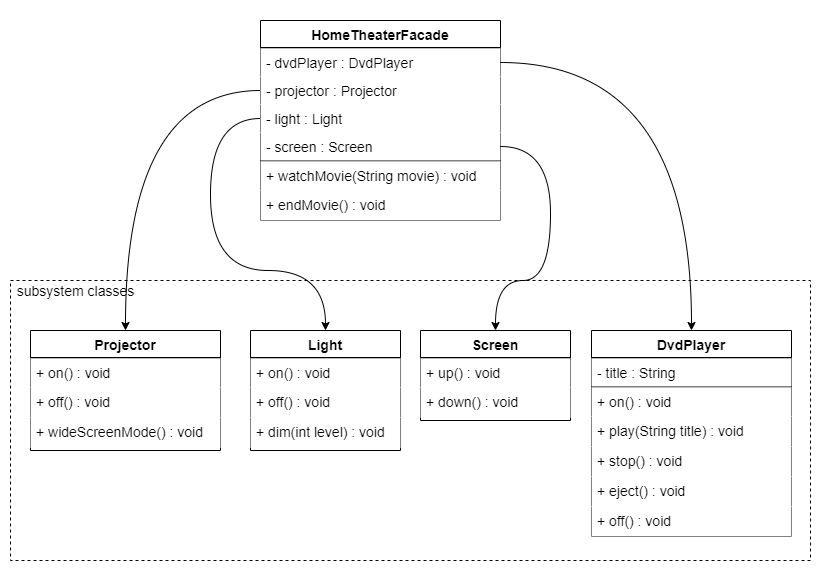 HomeTheaterFacade
- dvdPlayer : DvdPlayer
- projector : Projector
- light : Light
- screen : Screen
+ watchMovie(String movie) : void
+ endMovie() : void
subsystem classes
Projector
+ on() : void
+ off() : void
+ wideScreenMode() : void
Light
+ on() : void
+ off() : void
+ dim(int level) : void
Screen
+ up() : void
+ down() : void
DvdPlayer
- title : String
+ on() : void
+ play(String title) : void
+ stop() : void
+ eject() : void
+ off() : void